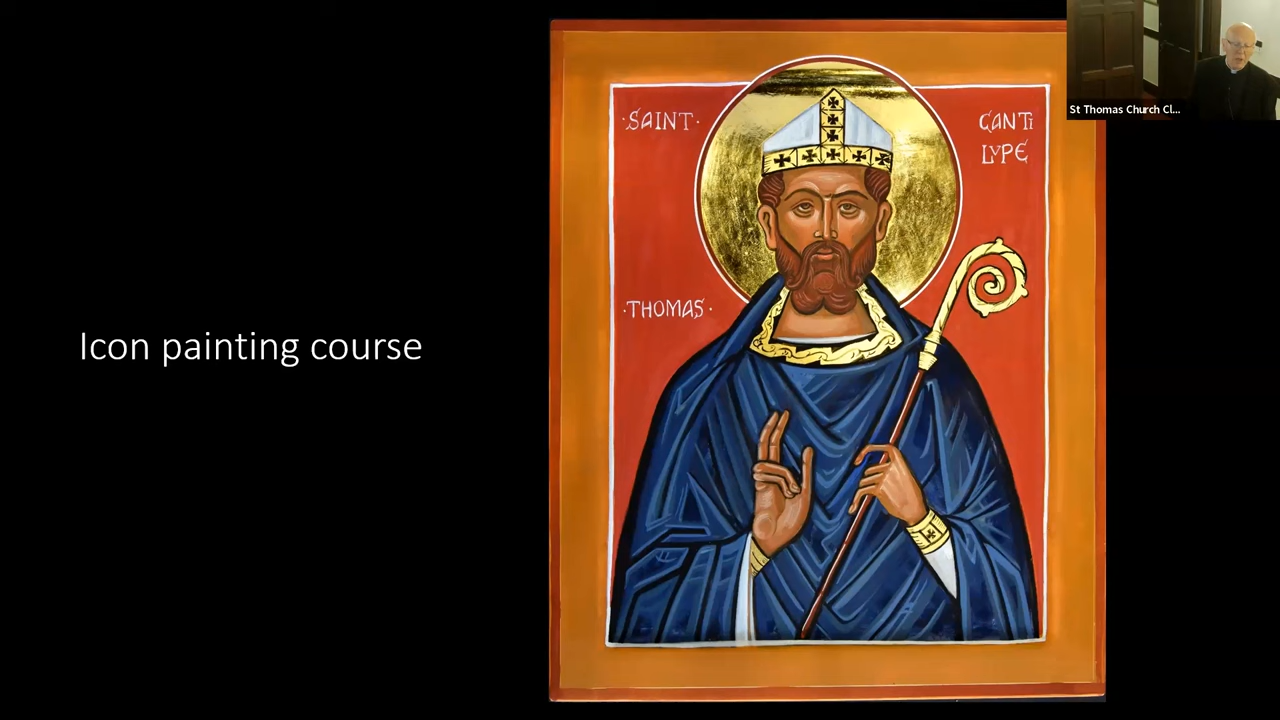 St Thomas Church Cl...
·SAINT·
CANTI
LVPE
·THOMAS·
Icon painting course